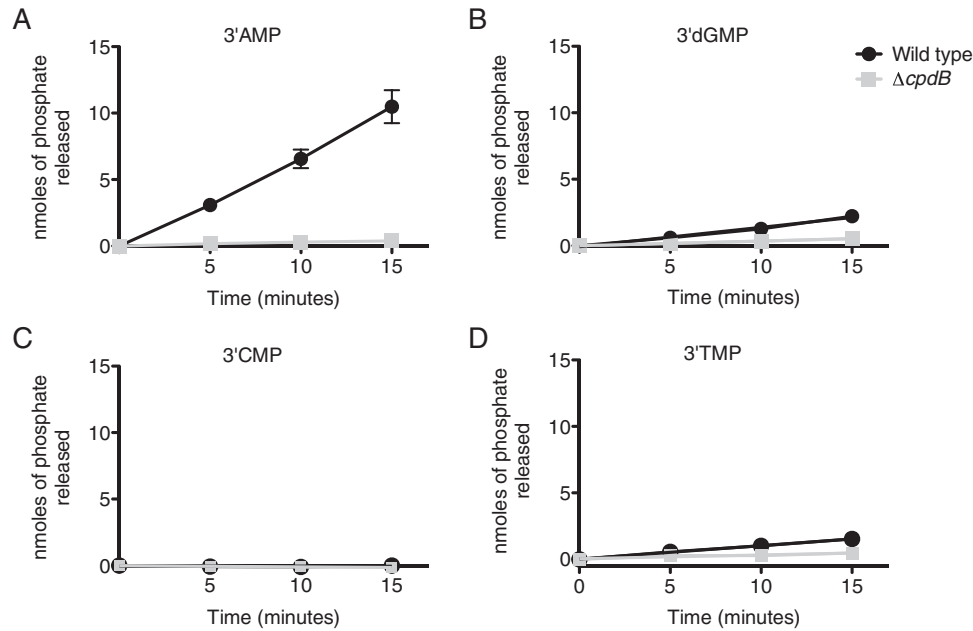 A
3'AMP
15
10
5
0
5 10 15
Time (minutes)
nmoles of phosphate
released
B
3'dGMP
15
10
5
0
5 10 15
Time (minutes)
nmoles of phosphate
released
Wild type
ΔcpdB
C
3'CMP
15
10
5
0
5 10 15
Time (minutes)
nmoles of phosphate
released
D
3'TMP
15
10
5
0
0 5 10 15
Time (minutes)
nmoles of phosphate
released